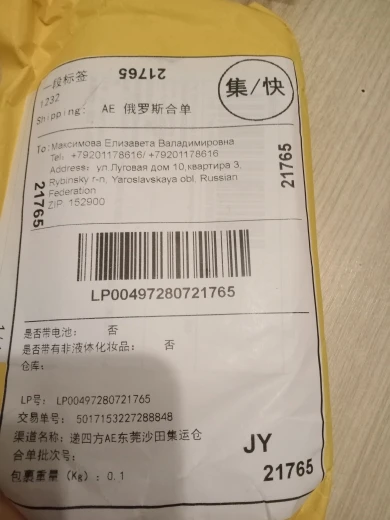 一段标签
21765
1232
集/快
Shipping: AE 俄罗斯合单
To: Максимова Елизавета Валадимировна
Tel: +79201178616/ +79201178616
Address: ул.Луговая дом 10,квартира 3,
Rybinsky r-n, Yaroslavskaya obl, Russian
Federation
ZIP: 152900
21765
21765
LP00497280721765
是否带电池: 否
是否带有非液体化妆品: 否
仓库:
LP号: LP00497280721765
交易单号: 5017153227288848
渠道名称: 递四方AE东莞沙田集运仓
合单批次号:
包裹重量 (Kg): 0.1
JY
21765